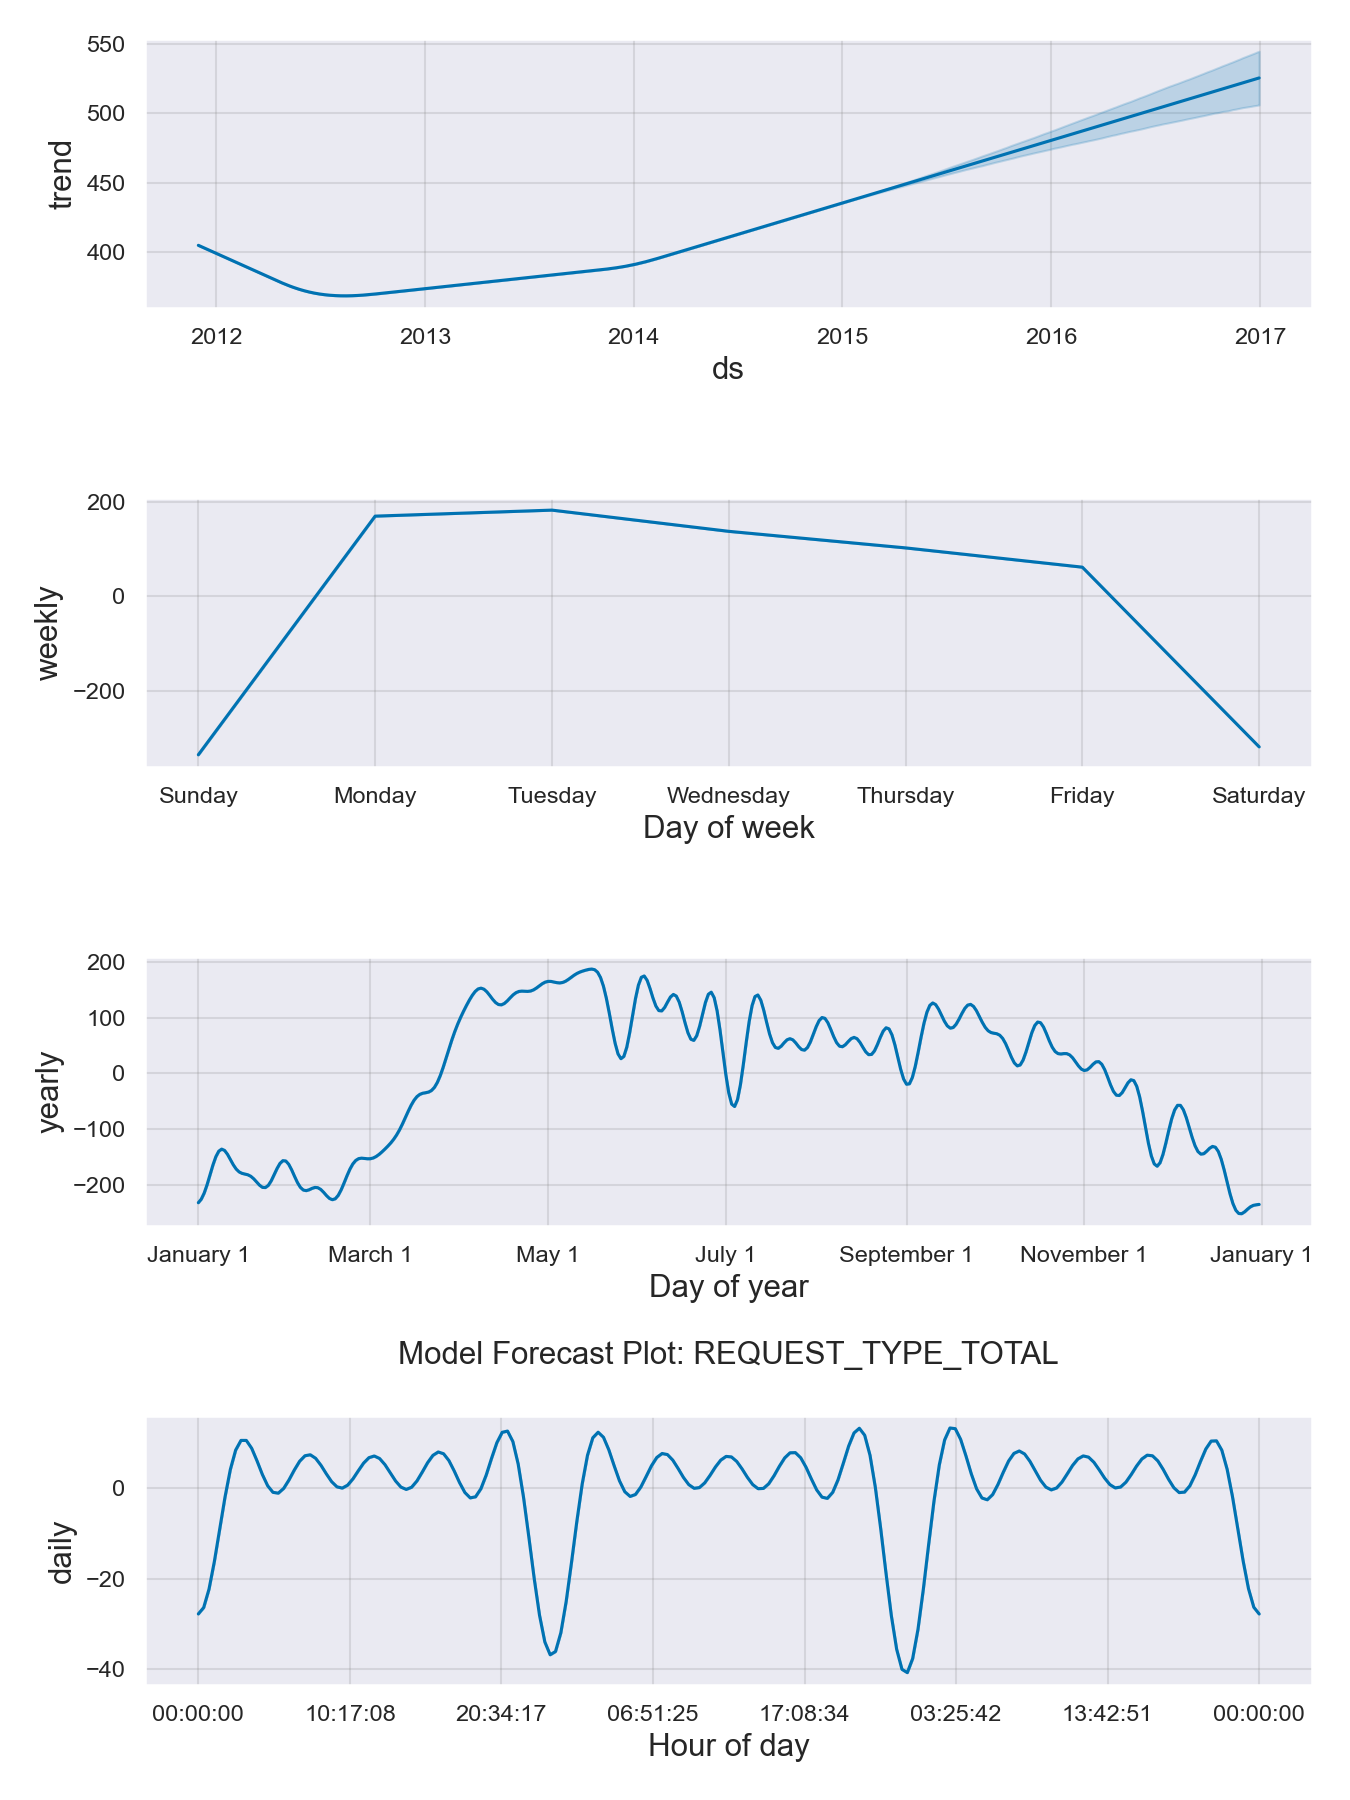 550
500
450
400
trend
2012 2013 2014 2015 2016 2017
ds
200
0
−200
weekly
Sunday Monday Tuesday Wednesday Thursday Friday Saturday
Day of week
200
100
0
−100
−200
yearly
January 1 March 1 May 1 July 1 September 1 November 1 January 1
Day of year
Model Forecast Plot: REQUEST_TYPE_TOTAL
0
−20
−40
daily
00:00:00 10:17:08 20:34:17 06:51:25 17:08:34 03:25:42 13:42:51 00:00:00
Hour of day